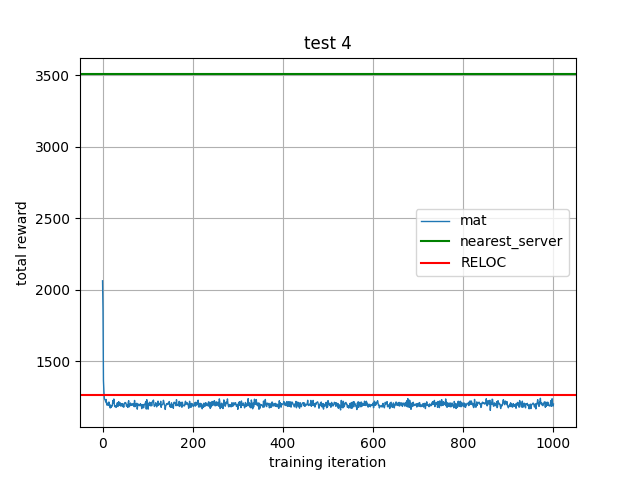 test 4
total reward
3500
3000
2500
2000
1500
mat
nearest_server
RELOC
0 200 400 600 800 1000
training iteration